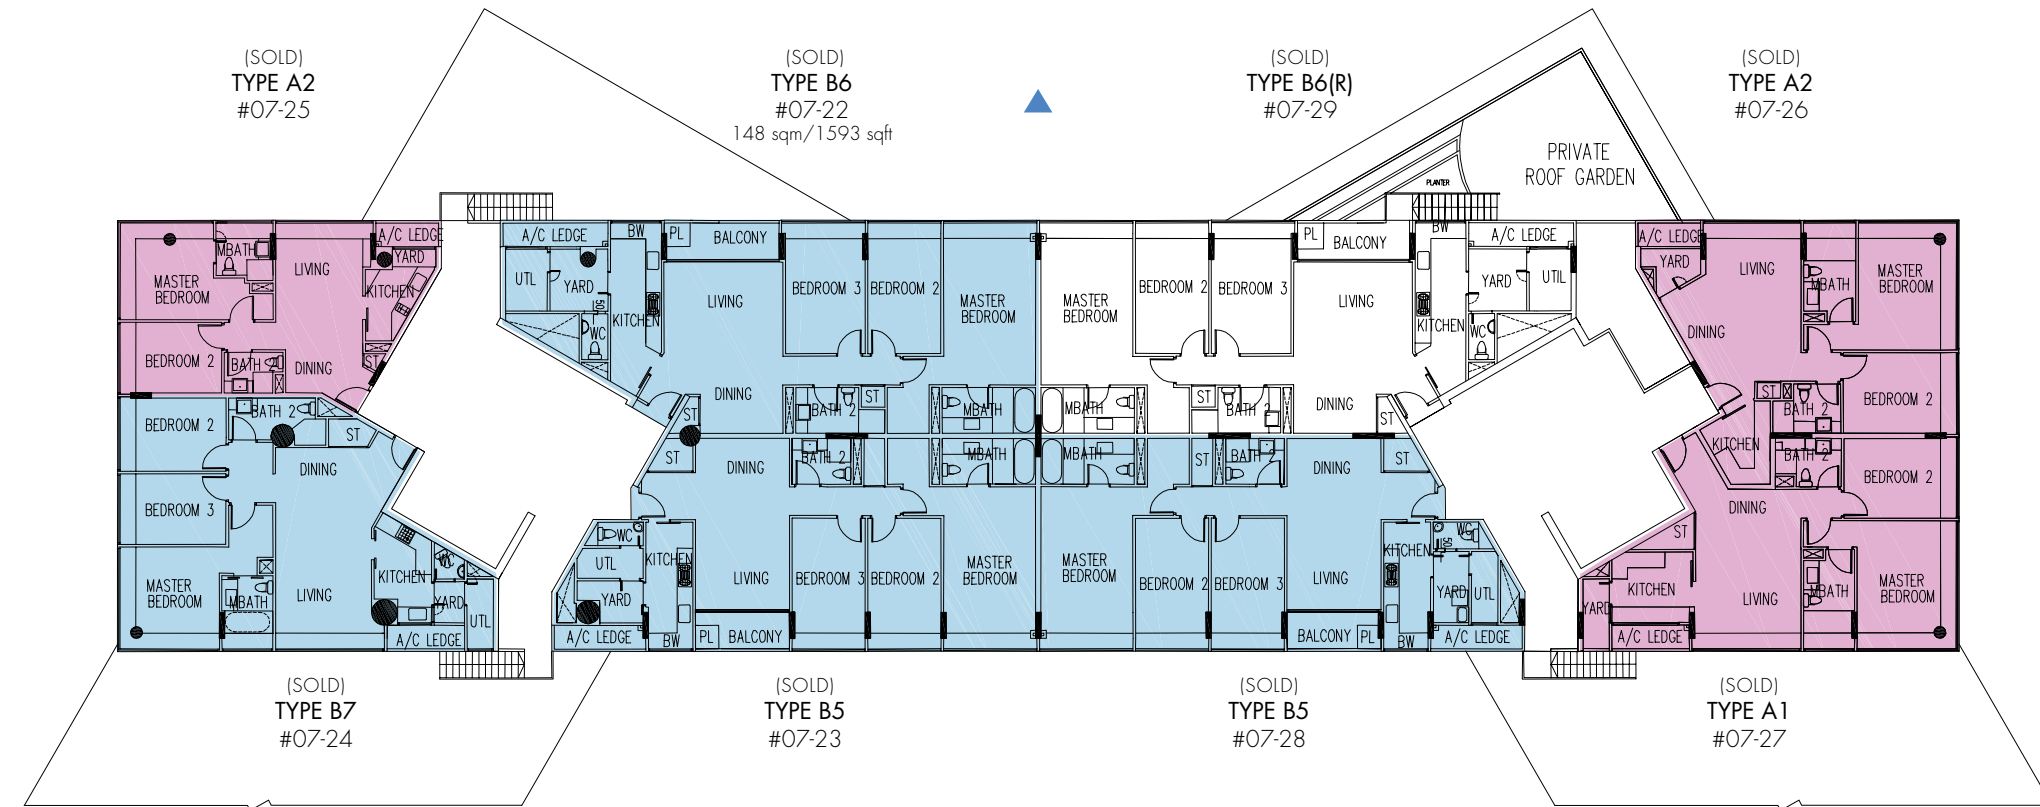 (SOLD)
TYPE A2
#07-25
(SOLD)
TYPE B6
#07-22
148 sqm/1593 sqft
(SOLD)
TYPE B6(R)
#07-29
(SOLD)
TYPE A2
#07-26
PRIVATE
ROOF GARDEN
PLANTER
MBATH
LIVING
A/C LEDGE
YARD
MASTER
BEDROOM
KITCHEN
BEDROOM 2
BATH 2
DINING
ST
A/C LEDGE
BW
PL
BALCONY
UTL
YARD
LIVING
BEDROOM 3
BEDROOM 2
MASTER
BEDROOM
WC
KITCHEN
DINING
ST
BATH 2
ST
MBATH
MASTER
BEDROOM
BEDROOM 2
BEDROOM 3
LIVING
PL
BALCONY
BW
A/C LEDGE
YARD
UTIL
KITCHEN
WC
MBATH
ST
BATH 2
DINING
ST
A/C LEDGE
YARD
LIVING
MBATH
MASTER
BEDROOM
DINING
ST
BATH 2
BEDROOM 2
KITCHEN
BEDROOM 2
BATH 2
ST
DINING
BEDROOM 3
MASTER
BEDROOM
MBATH
LIVING
KITCHEN
WC
YARD
UTL
A/C LEDGE
ST
DINING
BATH 2
MBATH
WC
UTL
YARD
KITCHEN
LIVING
BEDROOM 3
BEDROOM 2
MASTER
BEDROOM
A/C LEDGE
BW
PL
BALCONY
MBATH
ST
BATH 2
DINING
ST
MASTER
BEDROOM
BEDROOM 2
BEDROOM 3
LIVING
KITCHEN
WC
YARD
UTL
BALCONY
PL
BW
A/C LEDGE
BATH 2
BEDROOM 2
DINING
ST
KITCHEN
YARD
LIVING
MBATH
MASTER
BEDROOM
A/C LEDGE
(SOLD)
TYPE B7
#07-24
(SOLD)
TYPE B5
#07-23
(SOLD)
TYPE B5
#07-28
(SOLD)
TYPE A1
#07-27